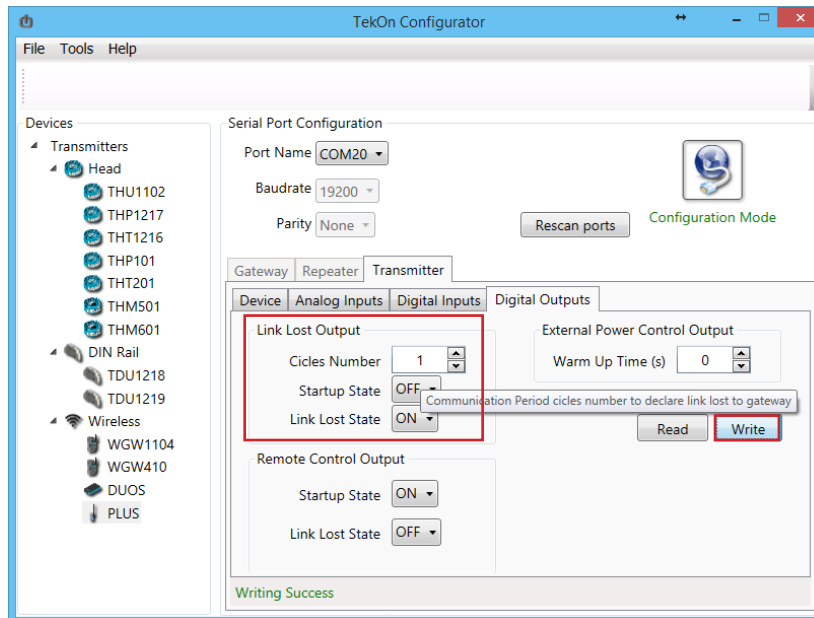 TekOn Configurator
File Tools Help
Devices
Transmitters
Head
THU1102
THP1217
THT1216
THP101
THT201
THM501
THM601
DIN Rail
TDU1218
TDU1219
Wireless
WGW1104
WGW410
DUOS
PLUS
Serial Port Configuration
Port Name COM20
Baudrate 19200
Parity None
Rescan ports
Configuration Mode
Gateway Repeater Transmitter
Device Analog Inputs Digital Inputs Digital Outputs
Link Lost Output
Cicles Number 1
Startup State OFF
Link Lost State ON
External Power Control Output
Warm Up Time (s) 0
Communication Period cicles number to declare link lost to gateway
Read Write
Remote Control Output
Startup State ON
Link Lost State OFF
Writing Success